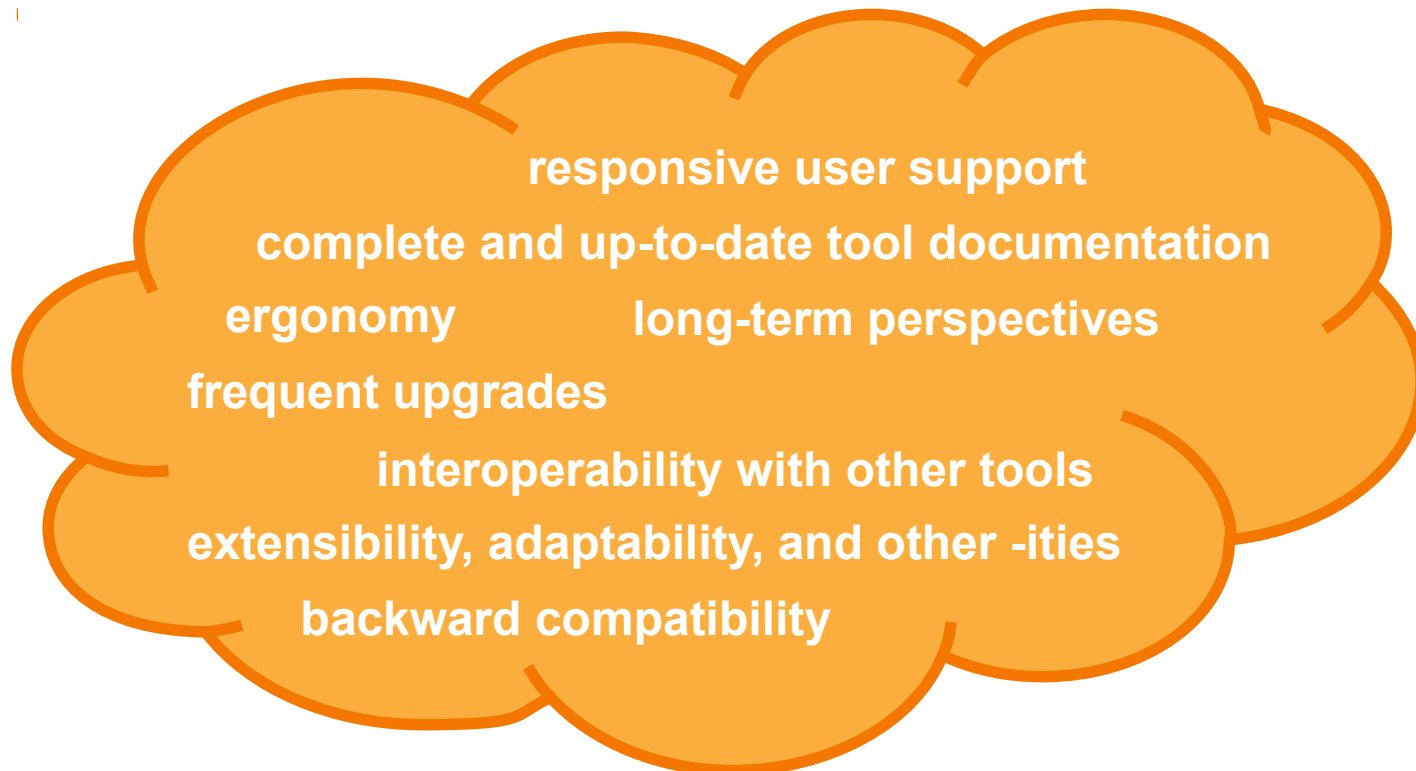 responsive user support
complete and up-to-date tool documentation
ergonomy long-term perspectives
frequent upgrades
interoperability with other tools
extensibility, adaptability, and other -ities
backward compatibility